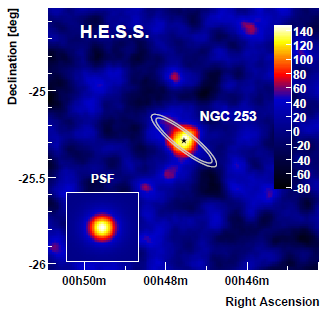 H.E.S.S.
Declination [deg]
140
120
100
80
60
40
20
0
-20
-40
-60
-80
-25
NGC 253
-25.5
PSF
-26
00h50m
00h48m
00h46m
Right Ascension